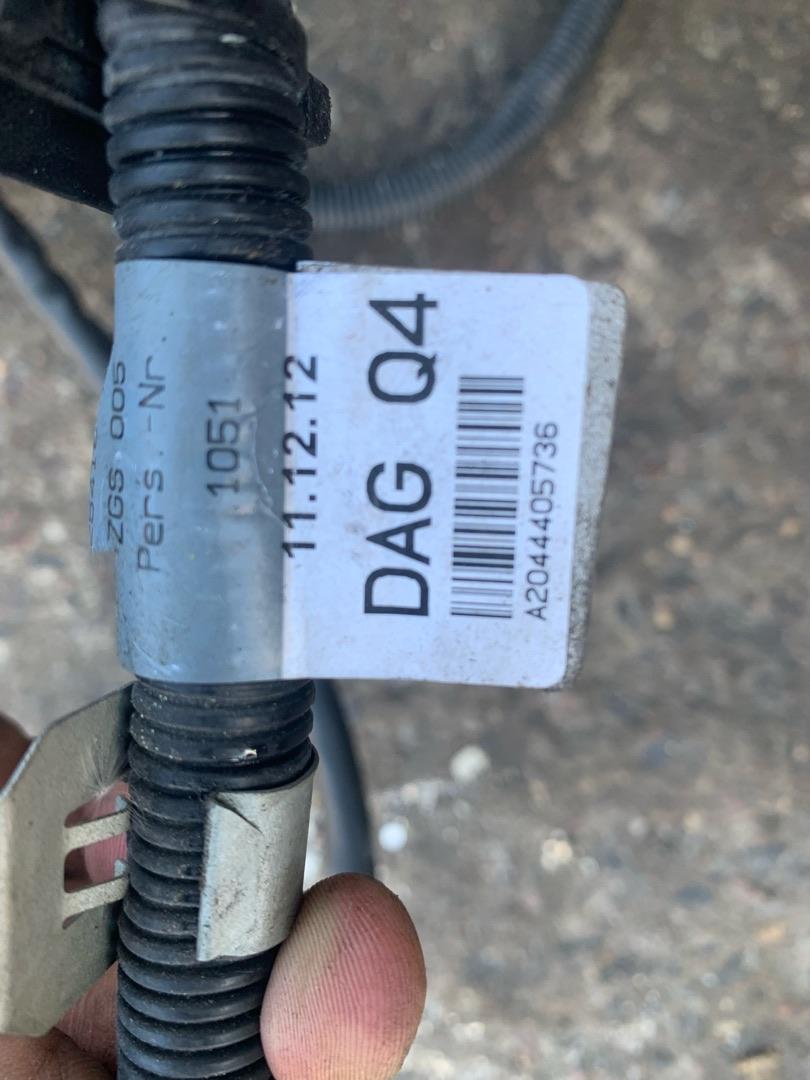 ZGS 005
Pers.-Nr.
1051
11.12.12
DAG Q4
A2044405736